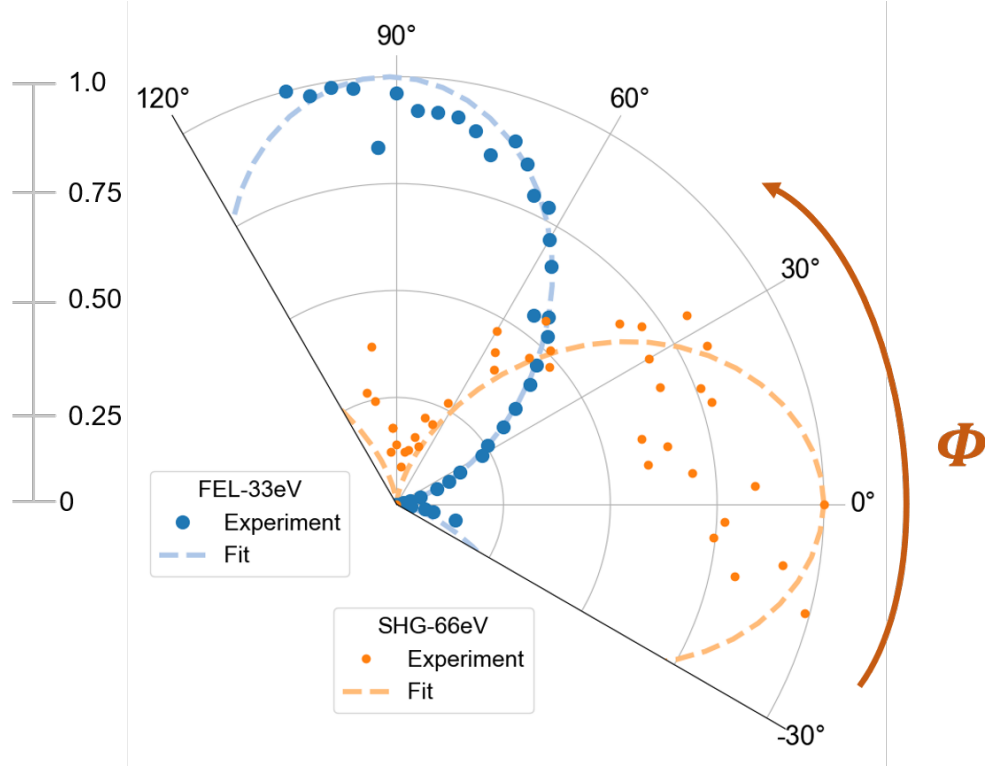 90°
1.0
120°
60°
0.75
30°
0.50
0.25
Φ
0
0°
FEL-33eV
Experiment
Fit
SHG-66eV
Experiment
Fit
-30°